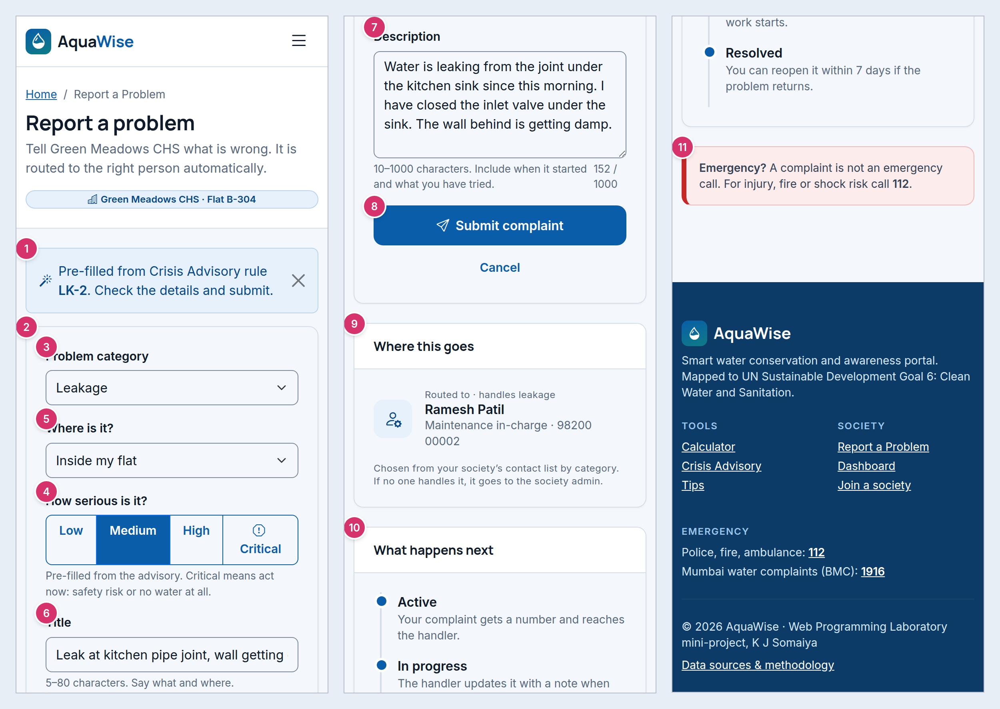 AquaWise
Home / Report a Problem
Report a problem
Tell Green Meadows CHS what is wrong. It is
routed to the right person automatically.
Green Meadows CHS · Flat B-304
1
Pre-filled from Crisis Advisory rule
LK-2. Check the details and submit.
2
3
Problem category
Leakage
5
Where is it?
Inside my flat
4
How serious is it?
Low
Medium
High
Critical
Pre-filled from the advisory. Critical means act
now: safety risk or no water at all.
6
Title
Leak at kitchen pipe joint, wall getting
5–80 characters. Say what and where.
7
Description
Water is leaking from the joint under
the kitchen sink since this morning. I
have closed the inlet valve under the
sink. The wall behind is getting damp.
10–1000 characters. Include when it started
and what you have tried.
152 /
1000
8
Submit complaint
Cancel
9
Where this goes
Routed to · handles leakage
Ramesh Patil
Maintenance in-charge · 98200
00002
Chosen from your society’s contact list by category.
If no one handles it, it goes to the society admin.
10
What happens next
Active
Your complaint gets a number and reaches
the handler.
In progress
The handler updates it with a note when
work starts.
Resolved
You can reopen it within 7 days if the
problem returns.
11
Emergency? A complaint is not an emergency
call. For injury, fire or shock risk call 112.
AquaWise
Smart water conservation and awareness portal.
Mapped to UN Sustainable Development Goal 6: Clean
Water and Sanitation.
TOOLS
Calculator
Crisis Advisory
Tips
SOCIETY
Report a Problem
Dashboard
Join a society
EMERGENCY
Police, fire, ambulance: 112
Mumbai water complaints (BMC): 1916
© 2026 AquaWise · Web Programming Laboratory
mini-project, K J Somaiya
Data sources & methodology